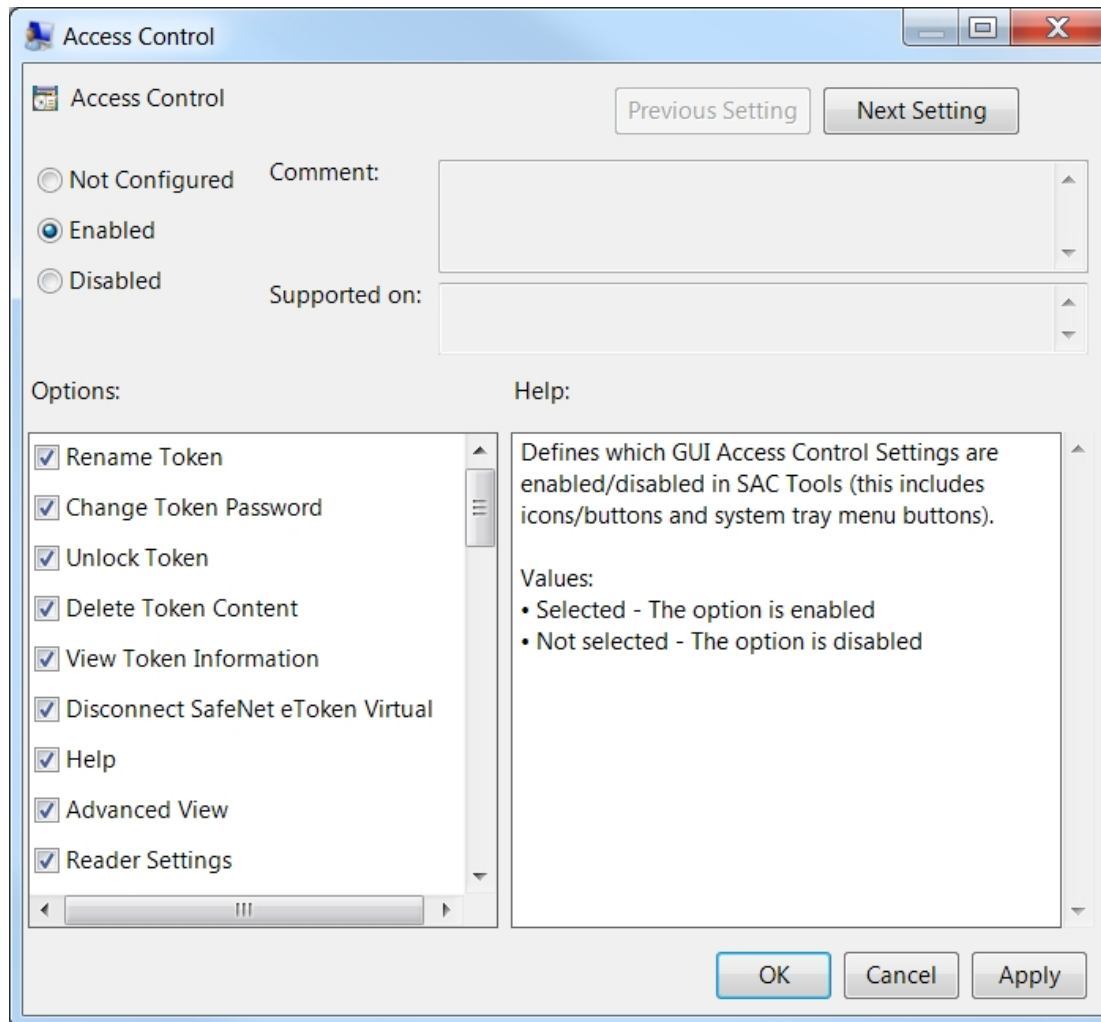 Access Control
Access Control
Previous Setting
Next Setting
Not Configured
Comment:
Enabled
Disabled
Supported on:
Options:
Help:
Rename Token
Change Token Password
Unlock Token
Delete Token Content
View Token Information
Disconnect SafeNet eToken Virtual
Help
Advanced View
Reader Settings
Defines which GUI Access Control Settings are
enabled/disabled in SAC Tools (this includes
icons/buttons and system tray menu buttons).
Values:
• Selected - The option is enabled
• Not selected - The option is disabled
OK
Cancel
Apply